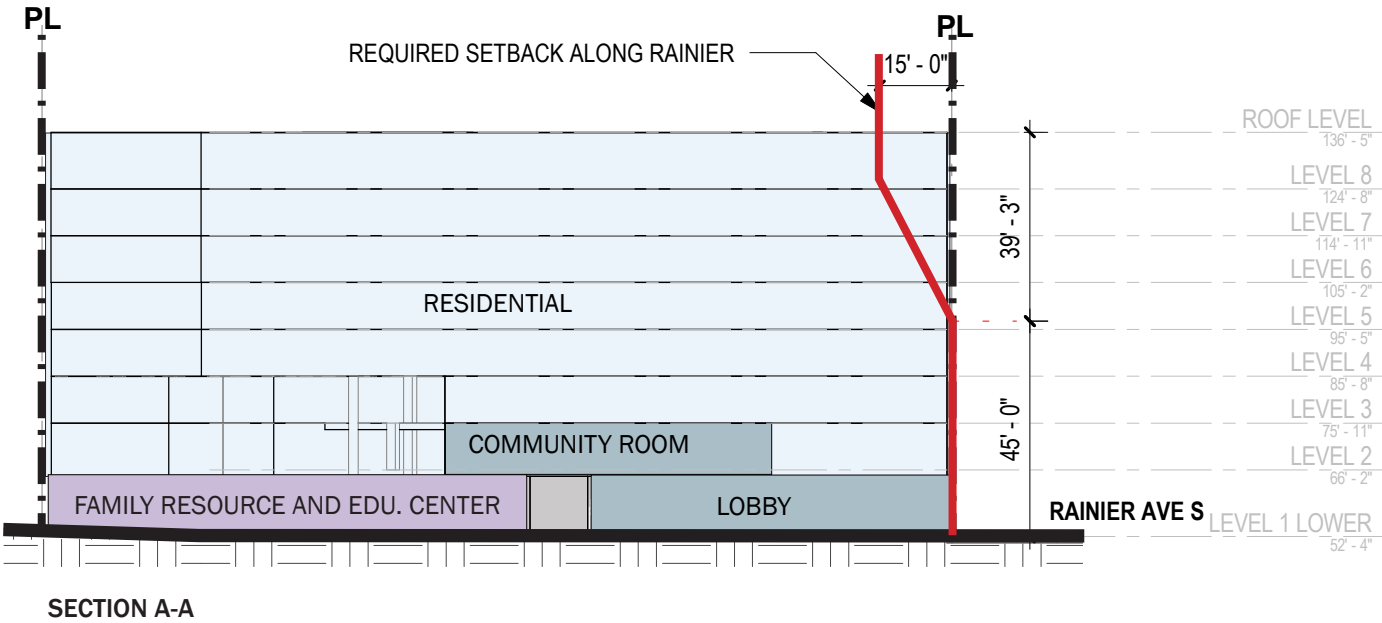 PL
PL
REQUIRED SETBACK ALONG RAINIER
15' - 0"
ROOF LEVEL
136' - 5"
LEVEL 8
124' - 8"
39' - 3"
LEVEL 7
114' - 11"
LEVEL 6
105' - 2"
RESIDENTIAL
LEVEL 5
95' - 5"
LEVEL 4
85' - 8"
45' - 0"
LEVEL 3
75' - 11"
COMMUNITY ROOM
LEVEL 2
66' - 2"
FAMILY RESOURCE AND EDU. CENTER
LOBBY
RAINIER AVE S
LEVEL 1 LOWER
52' - 4"
SECTION A-A